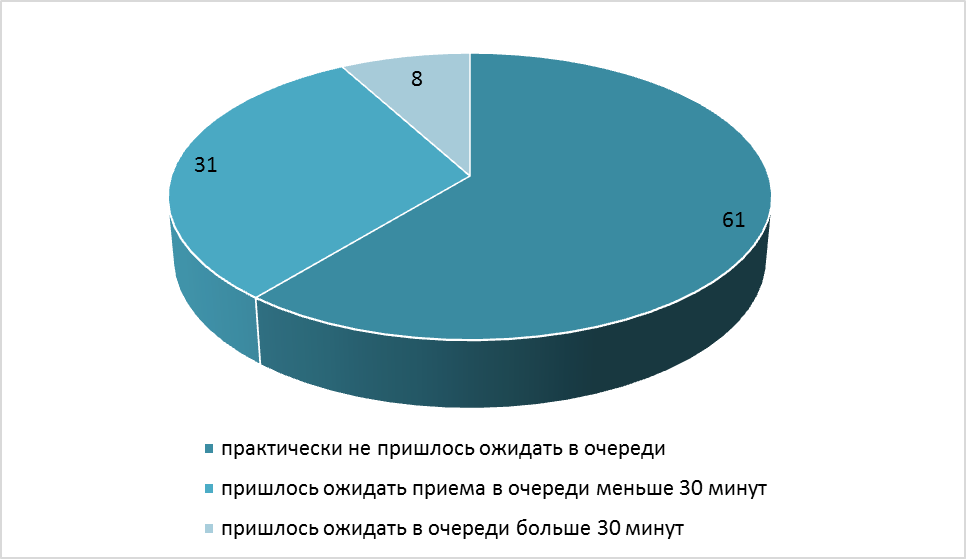 8
31
61
практически не пришлось ожидать в очереди
пришлось ожидать приема в очереди меньше 30 минут
пришлось ожидать в очереди больше 30 минут